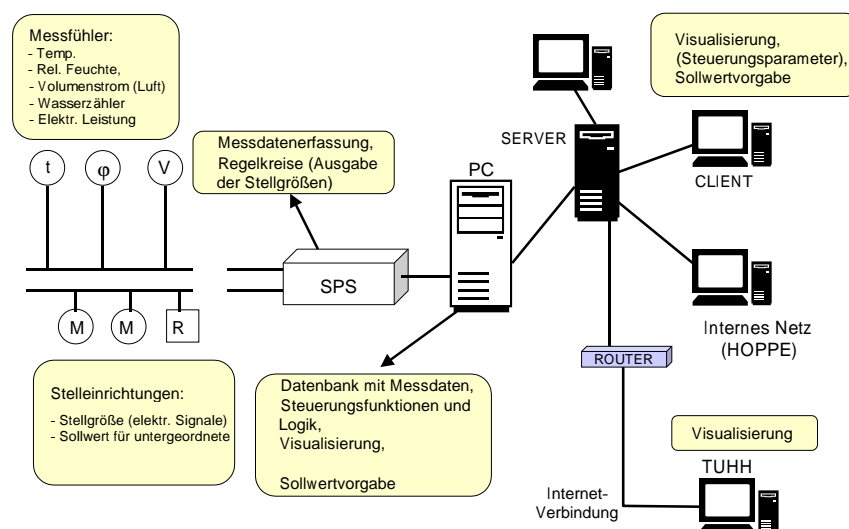 Messfühler:
- Temp.
- Rel. Feuchte,
- Volumenstrom (Luft)
- Wasserzähler
- Elektr. Leistung
Visualisierung,
(Steuerungsparameter),
Sollwertvorgabe
Messdatenerfassung,
Regelkreise (Ausgabe
der Stellgrößen)
SERVER
PC
CLIENT
t
φ
V
SPS
M
M
R
Internes Netz
(HOPPE)
ROUTER
Stelleinrichtungen:
- Stellgröße (elektr. Signale)
- Sollwert für untergeordnete
Datenbank mit Messdaten,
Steuerungsfunktionen und
Logik,
Visualisierung,
Sollwertvorgabe
Visualisierung
TUHH
Internet-
Verbindung